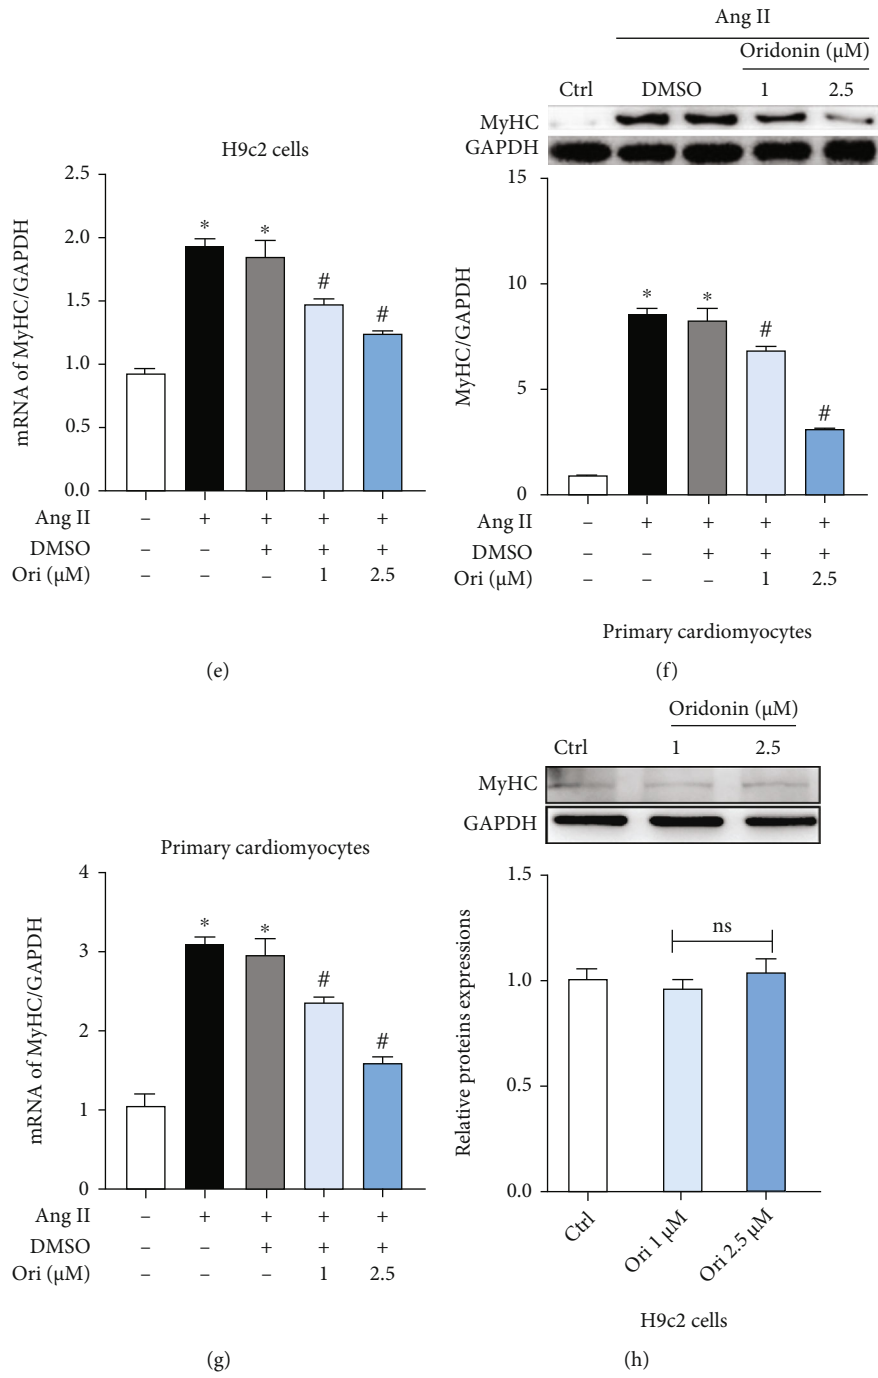 H9c2 cells
mRNA of MyHC/GAPDH
2.5
2.0
1.5
1.0
0.5
0.0
* * # #
Ang II – + + + +
DMSO – – + + +
Ori (μM) – – – 1 2.5
(e)
Ang II
Oridonin (μM)
Ctrl DMSO 1 2.5
MyHC
GAPDH
MyHC/GAPDH
15
10
5
0
* * # #
Ang II – + + + +
DMSO – – + + +
Ori (μM) – – – 1 2.5
Primary cardiomyocytes
(f)
Primary cardiomyocytes
mRNA of MyHC/GAPDH
4
3
2
1
0
* * # #
Ang II – + + + +
DMSO – – + + +
Ori (μM) – – – 1 2.5
(g)
Oridonin (μM)
Ctrl 1 2.5
MyHC
GAPDH
Relative proteins expressions
1.5
1.0
0.5
0.0
ns
Ctrl
Ori 1 μM
Ori 2.5 μM
H9c2 cells
(h)